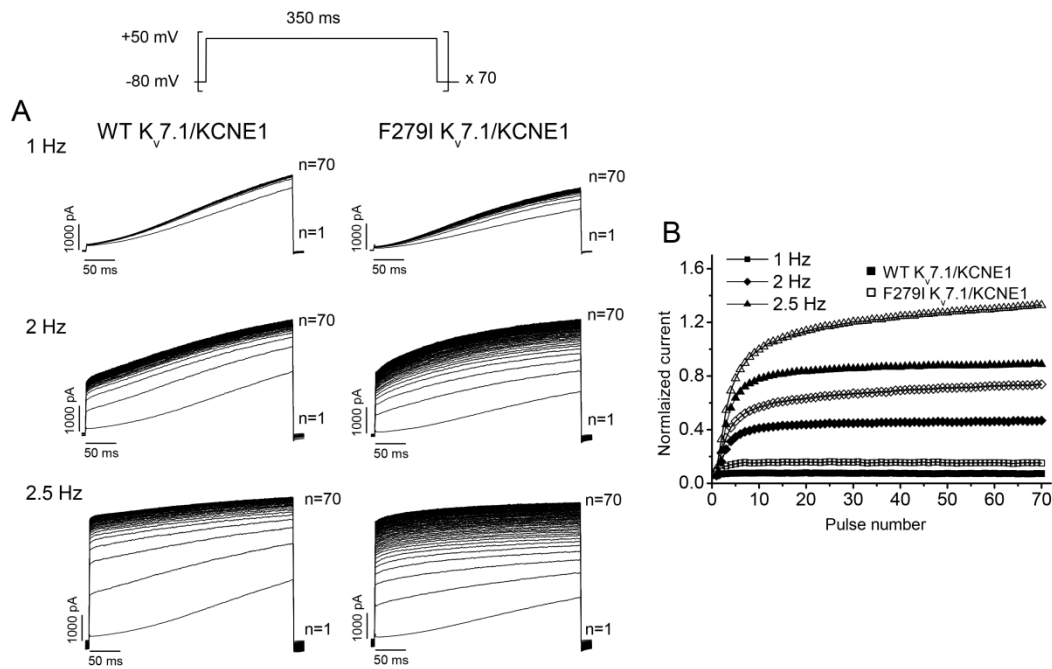 350 ms
+50 mV
-80 mV
x 70
A
WT Kv7.1/KCNE1
F279I Kv7.1/KCNE1
1 Hz
n=70
n=1
1000 pA
50 ms
n=70
n=1
1000 pA
50 ms
2 Hz
n=70
n=1
1000 pA
50 ms
n=70
n=1
1000 pA
50 ms
2.5 Hz
n=70
n=1
1000 pA
50 ms
n=70
n=1
1000 pA
50 ms
B
1 Hz
2 Hz
2.5 Hz
WT Kv7.1/KCNE1
F279I Kv7.1/KCNE1
Normlaized current
1.6
1.2
0.8
0.4
0.0
0 10 20 30 40 50 60 70
Pulse number